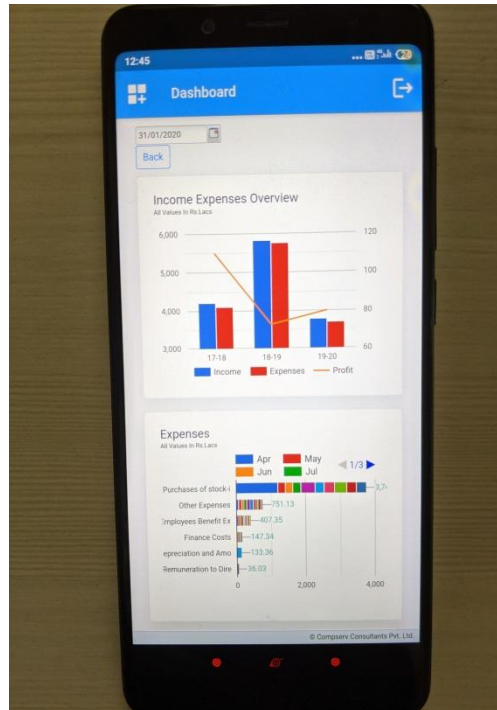 12:45
Dashboard
31/01/2020
Back
Income Expenses Overview
All Values In Rs.Lacs
6,000 120
5,000 100
4,000 80
3,000 60
17-18 18-19 19-20
Income Expenses Profit
Expenses
All Values In Rs.Lacs
Apr May
Jun Jul
1/3
Purchases of stock-i 3,7
Other Expenses 751.13
Employees Benefit Ex 407.35
Finance Costs 147.34
epreciation and Amo 133.36
Remuneration to Dire 36.03
0 2,000 4,000
© Compserv Consultants Pvt. Ltd.